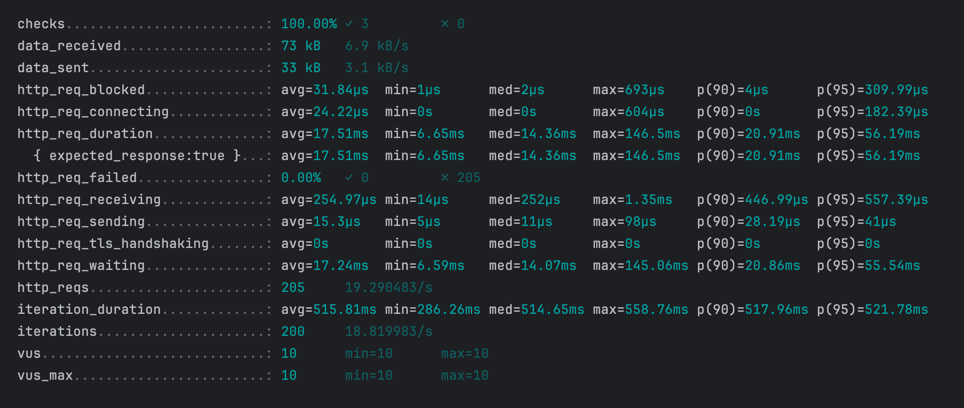 checks.........................: 100.00% ✓ 3 ✗ 0
data_received..................: 73 kB 6.9 kB/s
data_sent......................: 33 kB 3.1 kB/s
http_req_blocked...............: avg=31.84µs min=1µs med=2µs max=693µs p(90)=4µs p(95)=309.99µs
http_req_connecting............: avg=24.22µs min=0s med=0s max=604µs p(90)=0s p(95)=182.39µs
http_req_duration..............: avg=17.51ms min=6.65ms med=14.36ms max=146.5ms p(90)=20.91ms p(95)=56.19ms
{ expected_response:true }...: avg=17.51ms min=6.65ms med=14.36ms max=146.5ms p(90)=20.91ms p(95)=56.19ms
http_req_failed................: 0.00% ✓ 0 ✗ 205
http_req_receiving.............: avg=254.97µs min=14µs med=252µs max=1.35ms p(90)=446.99µs p(95)=557.39µs
http_req_sending...............: avg=15.3µs min=5µs med=11µs max=98µs p(90)=28.19µs p(95)=41µs
http_req_tls_handshaking.......: avg=0s min=0s med=0s max=0s p(90)=0s p(95)=0s
http_req_waiting...............: avg=17.24ms min=6.59ms med=14.07ms max=145.06ms p(90)=20.86ms p(95)=55.54ms
http_reqs......................: 205 19.290483/s
iteration_duration.............: avg=515.81ms min=286.26ms med=514.65ms max=558.76ms p(90)=517.96ms p(95)=521.78ms
iterations.....................: 200 18.819983/s
vus............................: 10 min=10 max=10
vus_max........................: 10 min=10 max=10